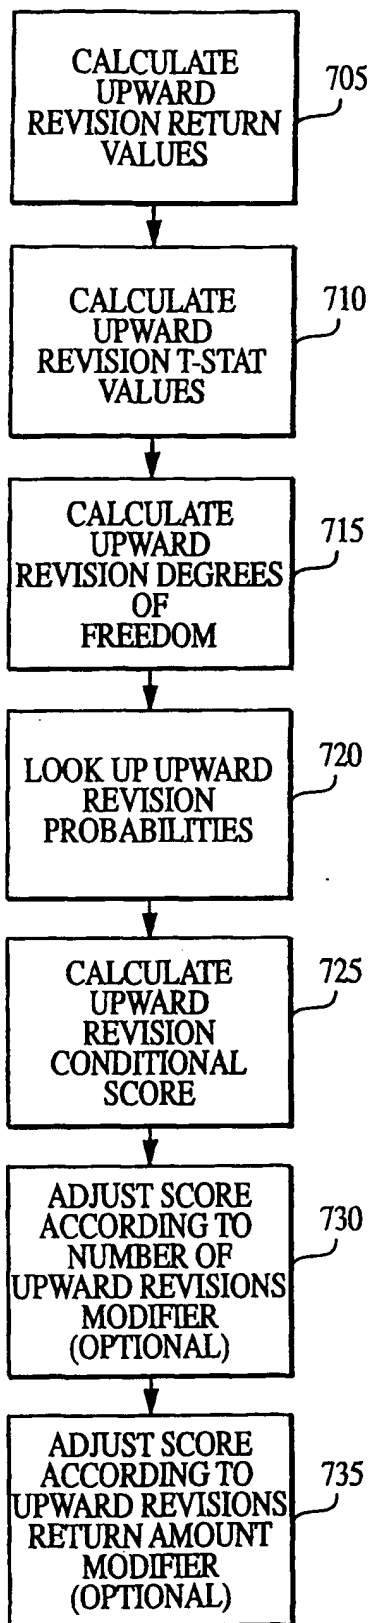 CALCULATE
UPWARD
REVISION RETURN
VALUES
705
CALCULATE
UPWARD
REVISION T-STAT
VALUES
710
CALCULATE
UPWARD
REVISION DEGREES
OF
FREEDOM
715
LOOK UP UPWARD
REVISION
PROBABILITIES
720
CALCULATE
UPWARD
REVISION
CONDITIONAL
SCORE
725
ADJUST SCORE
ACCORDING TO
NUMBER OF
UPWARD REVISIONS
MODIFIER
(OPTIONAL)
730
ADJUST SCORE
ACCORDING TO
UPWARD REVISIONS
RETURN AMOUNT
MODIFIER
(OPTIONAL)
735